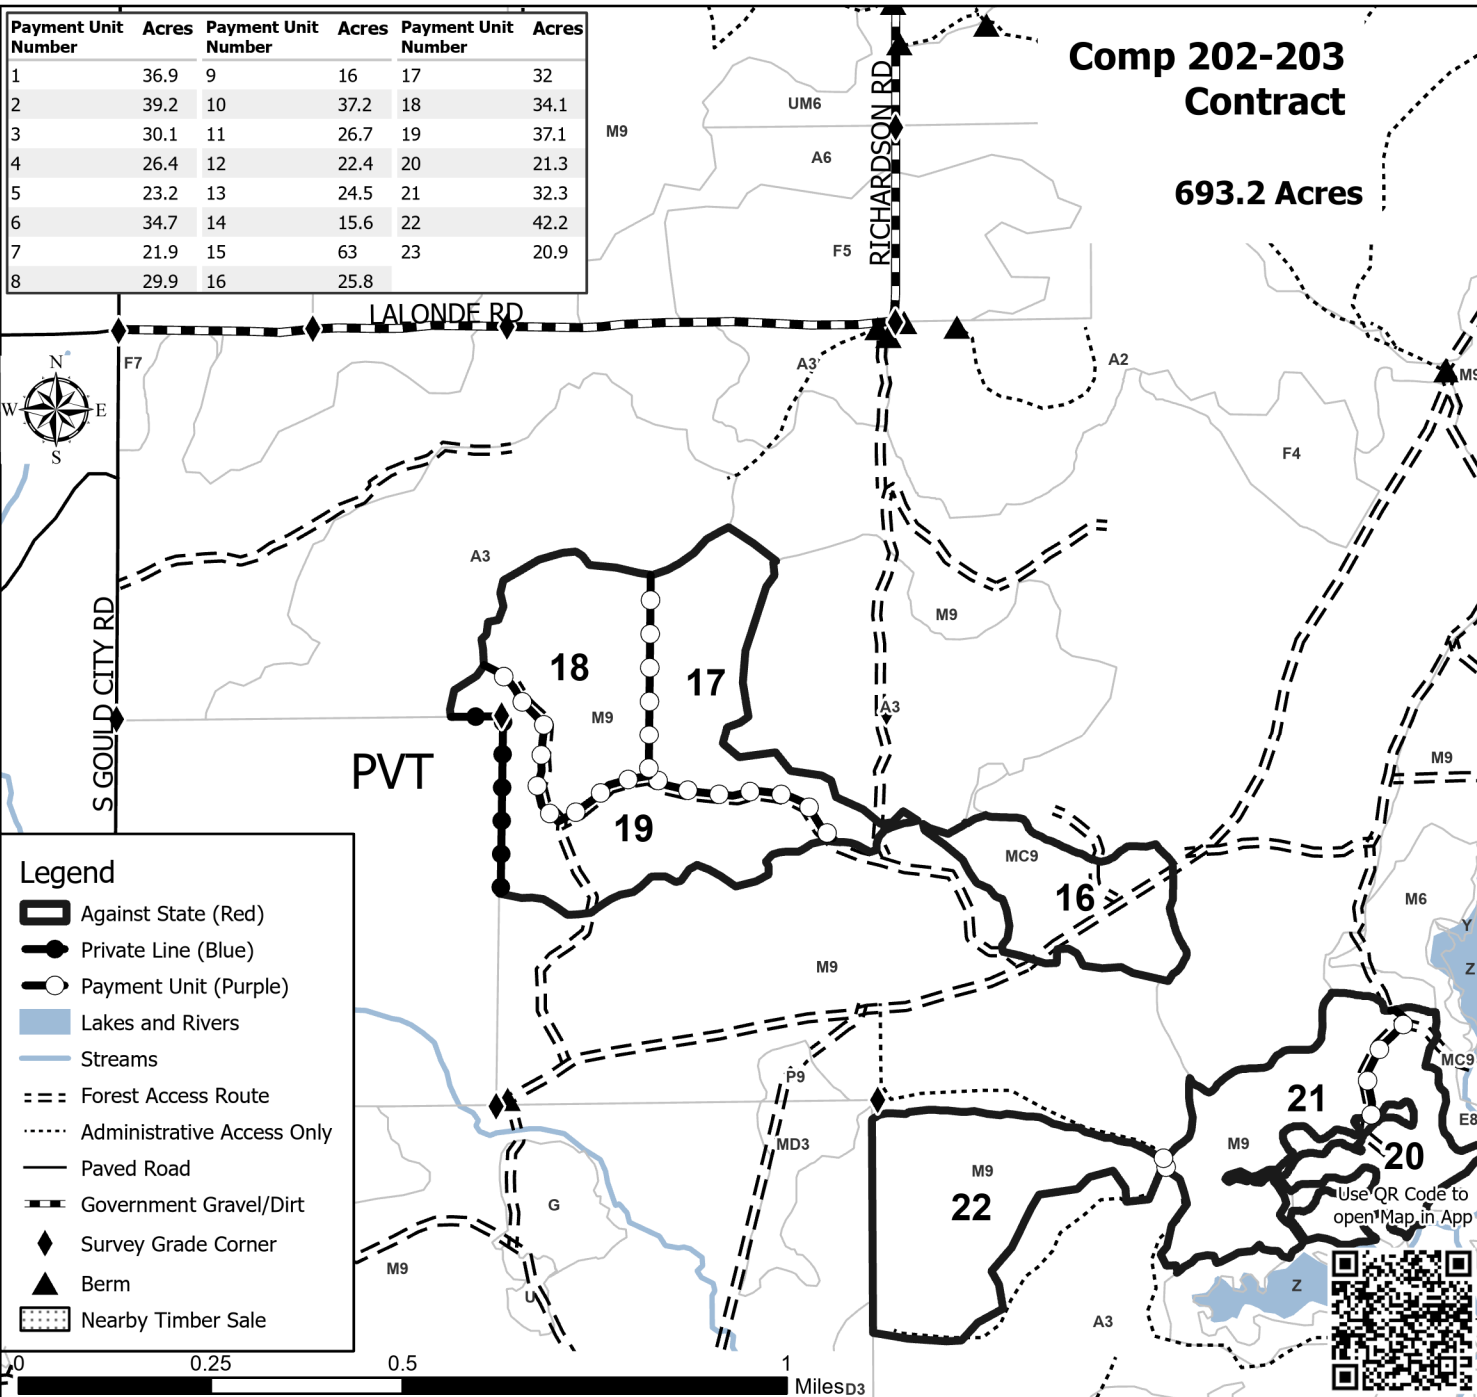 Payment Unit Number Acres Payment Unit Number Acres Payment Unit Number Acres
1 36.9 9 16 17 32
2 39.2 10 37.2 18 34.1
3 30.1 11 26.7 19 37.1
4 26.4 12 22.4 20 21.3
5 23.2 13 24.5 21 32.3
6 34.7 14 15.6 22 42.2
7 21.9 15 63 23 20.9
8 29.9 16 25.8
Comp 202-203
Contract
693.2 Acres
UM6
M9
A6
RICHARDSON RD
F5
LALONDE RD
F7
A3
A2
M9
N
W
E
S
F4
A3
M9
S GOULD CITY RD
18
17
M9
A3
PVT
M9
19
MC9
16
M6
Y
M9
Z
P9
MC9
21
E8
MD3
M9
M9
20
22
Use QR Code to
open Map in App
G
M9
U
Z
A3
Legend
Against State (Red)
Private Line (Blue)
Payment Unit (Purple)
Lakes and Rivers
Streams
Forest Access Route
Administrative Access Only
Paved Road
Government Gravel/Dirt
Survey Grade Corner
Berm
Nearby Timber Sale
0 0.25 0.5 1
Miles
D3